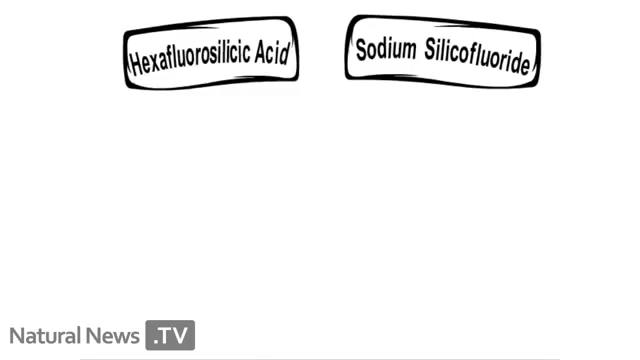 Hexafluorosilicic Acid
Sodium Silicofluoride
Natural News .TV